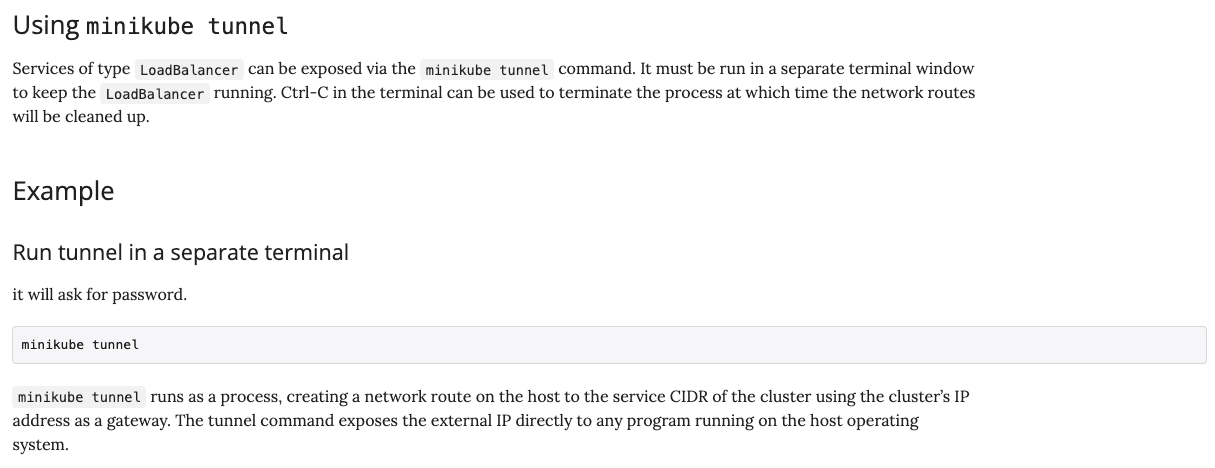 Using minikube tunnel
Services of type LoadBalancer can be exposed via the minikube tunnel command. It must be run in a separate terminal window
to keep the LoadBalancer running. Ctrl-C in the terminal can be used to terminate the process at which time the network routes
will be cleaned up.
Example
Run tunnel in a separate terminal
it will ask for password.
minikube tunnel
minikube tunnel runs as a process, creating a network route on the host to the service CIDR of the cluster using the cluster’s IP
address as a gateway. The tunnel command exposes the external IP directly to any program running on the host operating
system.